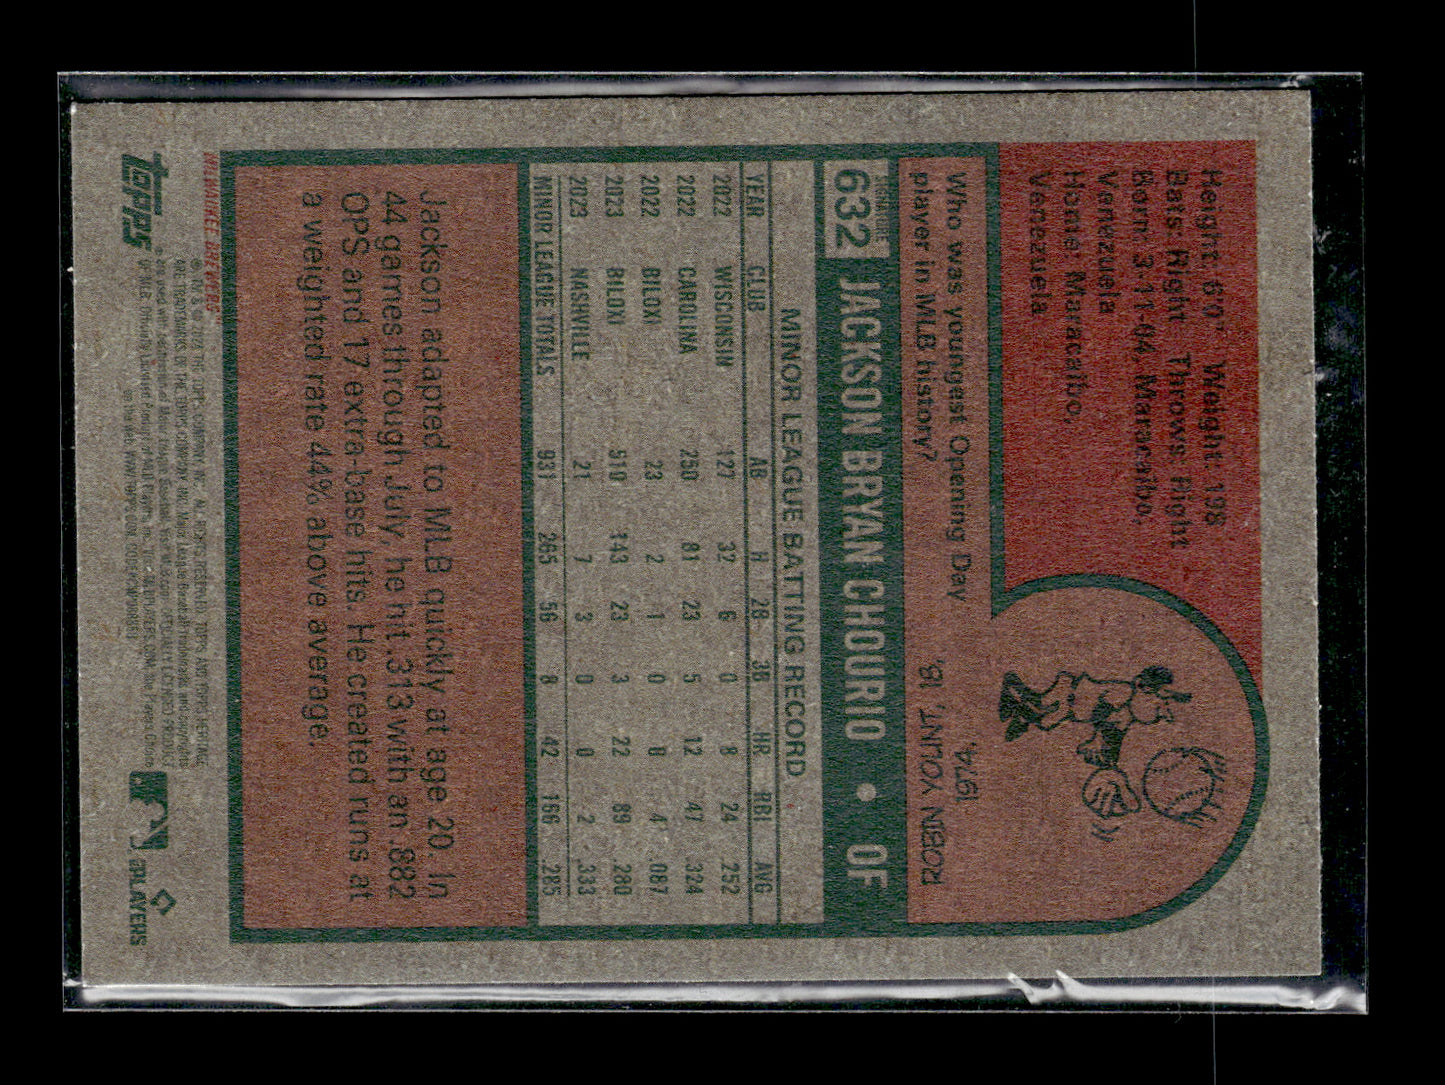 Height: 6'0" Weight: 198
Bats: Right Throws: Right
Born: 3-11-04, Maracaibo,
Venezuela
Home: Maracaibo,
Venezuela
Who was youngest Opening Day
player in MLB history?
ROBIN YOUNT, 18,
1974.
632 JACKSON BRYAN CHOURIO • OF
MINOR LEAGUE BATTING RECORD
YEAR CLUB AB H 2B 3B HR RBI AVG
2022 WISCONSIN 127 32 6 0 8 24 .252
2022 CAROLINA 250 81 23 5 12 47 .324
2022 BILOXI 23 2 1 0 0 4 .087
2023 BILOXI 510 143 23 3 22 89 .280
2023 NASHVILLE 21 7 3 0 0 2 .333
MINOR LEAGUE TOTALS 931 265 56 8 42 166 .285
Jackson adapted to MLB quickly at age 20. In
44 games through July, he hit .313 with an .882
OPS and 17 extra-base hits. He created runs at
a weighted rate 44% above average.
MILWAUKEE BREWERS
topps
PLAYERS